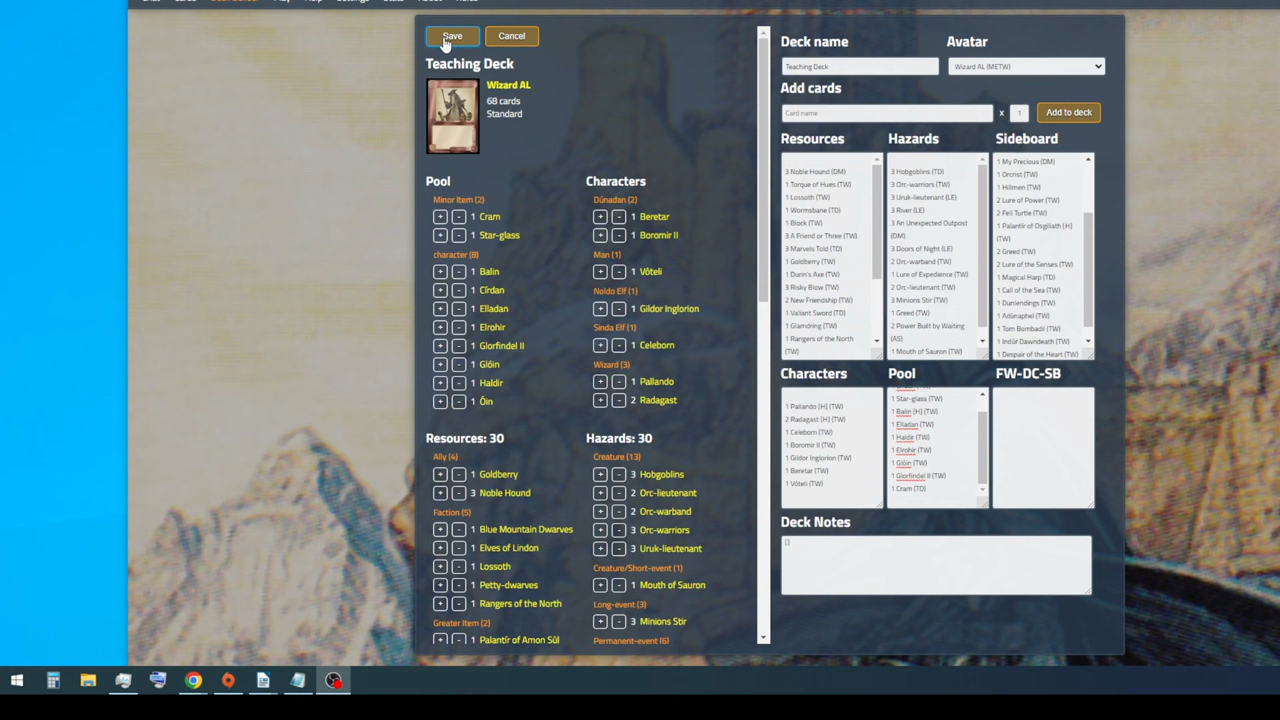 Save Cancel
Teaching Deck
Wizard AL
68 cards
Standard
Pool
Minor Item (2)
+ - 1 Cram
+ - 1 Star-glass
character (8)
+ - 1 Balin
+ - 1 Círdan
+ - 1 Elladan
+ - 1 Elrohir
+ - 1 Glorfindel II
+ - 1 Glóin
+ - 1 Haldir
+ - 1 Óin
Characters
Dúnadan (2)
+ - 1 Beretar
+ - 1 Boromir II
Man (1)
+ - 1 Vôteli
Noldo Elf (1)
+ - 1 Gildor Inglorion
Sinda Elf (1)
+ - 1 Celeborn
Wizard (3)
+ - 1 Pallando
+ - 2 Radagast
Resources: 30
Ally (4)
+ - 1 Goldberry
+ - 3 Noble Hound
Faction (5)
+ - 1 Blue Mountain Dwarves
+ - 1 Elves of Lindon
+ - 1 Lossoth
+ - 1 Petty-dwarves
+ - 1 Rangers of the North
Greater Item (2)
+ - 1 Palantír of Amon Sûl
Hazards: 30
Creature (13)
+ - 3 Hobgoblins
+ - 2 Orc-lieutenant
+ - 2 Orc-warband
+ - 3 Orc-warriors
+ - 3 Uruk-lieutenant
Creature/Short-event (1)
+ - 1 Mouth of Sauron
Long-event (3)
+ - 3 Minions Stir
Permanent-event (6)
Deck name
Teaching Deck
Avatar
Wizard AL (METW)
Add cards
Card name x 1 Add to deck
Resources
3 Noble Hound (DM)
1 Torque of Hues (TW)
1 Lossoth (TW)
1 Wormsbane (TD)
1 Block (TW)
3 A Friend or Three (TW)
3 Marvels Told (TD)
1 Goldberry (TW)
1 Durin's Axe (TW)
3 Risky Blow (TW)
2 New Friendship (TW)
1 Valiant Sword (TD)
1 Glamdring (TW)
1 Rangers of the North
(TW)
Hazards
3 Hobgoblins (TD)
3 Orc-warriors (TW)
3 Uruk-lieutenant (LE)
3 River (LE)
3 An Unexpected Outpost
(DM)
3 Doors of Night (LE)
2 Orc-warband (TW)
1 Lure of Expedience (TW)
2 Orc-lieutenant (TW)
3 Minions Stir (TW)
1 Greed (TW)
2 Power Built by Waiting
(AS)
1 Mouth of Sauron (TW)
Sideboard
1 My Precious (DM)
1 Orcrist (TW)
1 Hillmen (TW)
2 Lure of Power (TW)
2 Fell Turtle (TW)
1 Palantír of Osgiliath [H]
(TW)
2 Greed (TW)
2 Lure of the Senses (TW)
1 Magical Harp (TD)
1 Call of the Sea (TW)
1 Dunlendings (TW)
1 Adûnaphel (TW)
1 Tom Bombadil (TW)
1 Indûr Dawndeath (TW)
1 Despair of the Heart (TW)
Characters
1 Pallando [H] (TW)
2 Radagast [H] (TW)
1 Celeborn (TW)
1 Boromir II (TW)
1 Gildor Inglorion (TW)
1 Beretar (TW)
1 Vôteli (TW)
Pool
1 Star-glass (TW)
1 Balin [H] (TW)
1 Elladan (TW)
1 Haldir (TW)
1 Elrohir (TW)
1 Glóin (TW)
1 Glorfindel II (TW)
1 Cram (TD)
FW-DC-SB
Deck Notes
[]